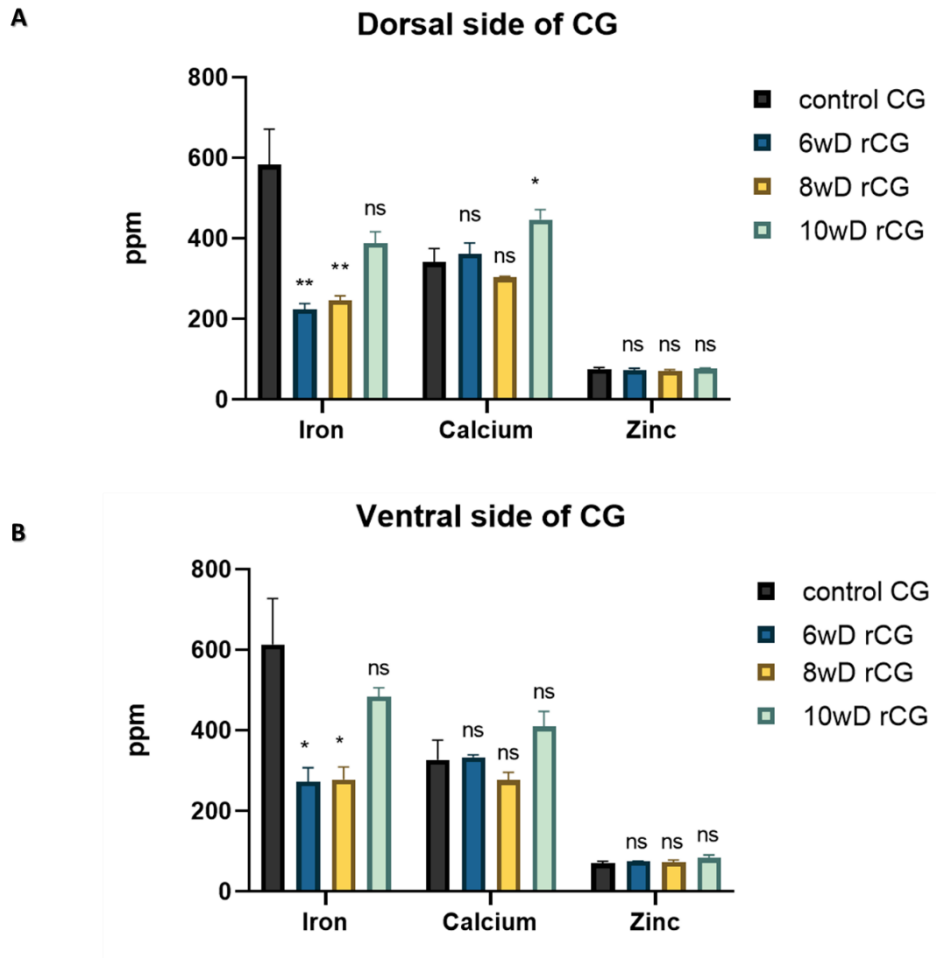 A
Dorsal side of CG
800
600
400
200
0
ppm
** ** ns
ns ns *
ns ns ns
Iron Calcium Zinc
control CG
6wD rCG
8wD rCG
10wD rCG
B
Ventral side of CG
800
600
400
200
0
ppm
* * ns
ns ns ns
ns ns ns
Iron Calcium Zinc
control CG
6wD rCG
8wD rCG
10wD rCG